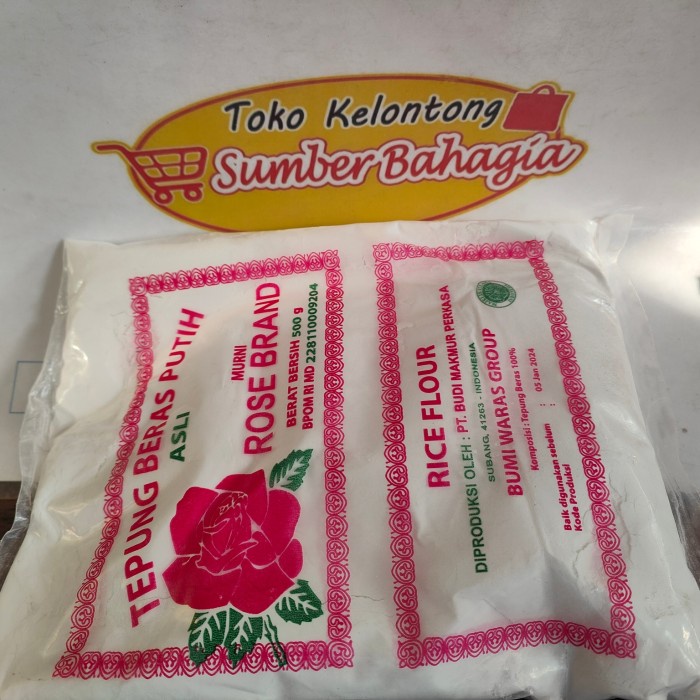 Toko Kelontong
Sumber Bahagia
TEPUNG BERAS PUTIH
ASLI
MURNI
ROSE BRAND
BERAT BERSIH 500 g
BPOM RI MD 228110009204
RICE FLOUR
DIPRODUKSI OLEH : PT. BUDI MAKMUR PERKASA
SUBANG, 41263 - INDONESIA
BUMI WARAS GROUP
Komposisi : Tepung Beras 100%
Baik digunakan sebelum : 05 Jan 2024
Kode Produksi :